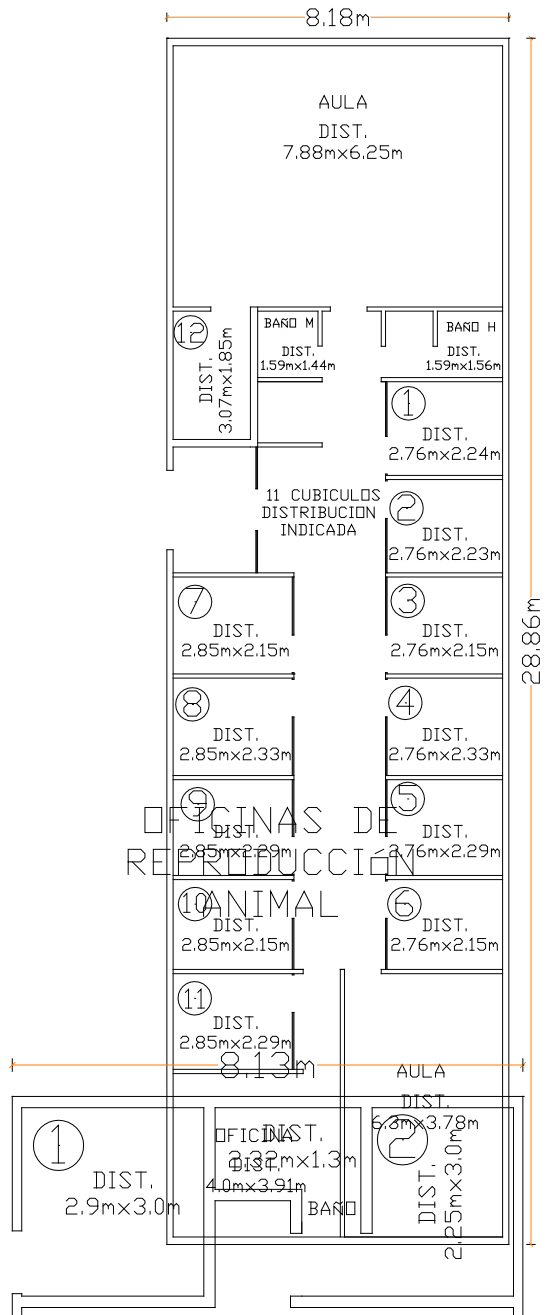 8.18m
AULA
DIST.
7.88mx6.25m
28.86m
12
DIST.
3.07mx1.85m
BAÑO M
DIST.
1.59mx1.44m
BAÑO H
DIST.
1.59mx1.56m
1
DIST.
2.76mx2.24m
11 CUBICULOS
DISTRIBUCION
INDICADA
2
DIST.
2.76mx2.23m
7
DIST.
2.85mx2.15m
3
DIST.
2.76mx2.15m
8
DIST.
2.85mx2.33m
4
DIST.
2.76mx2.33m
9
DIST.
2.85mx2.29m
5
DIST.
2.76mx2.29m
OFICINAS DE
REPRODUCCIóN
ANIMAL
10
DIST.
2.85mx2.15m
6
DIST.
2.76mx2.15m
11
DIST.
2.85mx2.29m
8.13m
AULA
DIST.
6.3mx3.78m
1
DIST.
2.9mx3.0m
OFICINA
DIST.
4.0mx3.91m
DIST.
2.32mx1.3m
BAÑO
2
DIST.
2.25mx3.0m